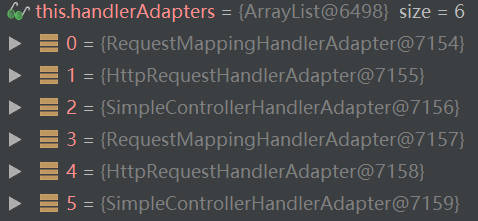 this.handlerAdapters = {ArrayList@6498} size = 6
0 = {RequestMappingHandlerAdapter@7154}
1 = {HttpRequestHandlerAdapter@7155}
2 = {SimpleControllerHandlerAdapter@7156}
3 = {RequestMappingHandlerAdapter@7157}
4 = {HttpRequestHandlerAdapter@7158}
5 = {SimpleControllerHandlerAdapter@7159}